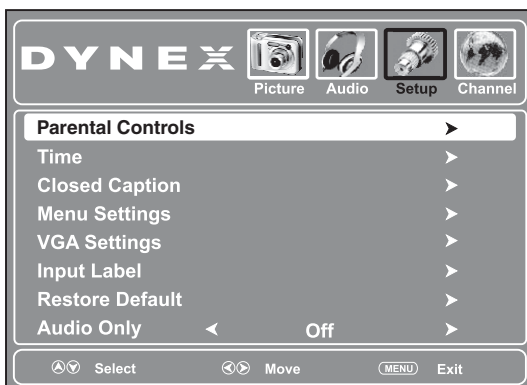 DYNEX
Picture Audio Setup Channel
Parental Controls
Time
Closed Caption
Menu Settings
VGA Settings
Input Label
Restore Default
Audio Only Off
Select Move MENU Exit